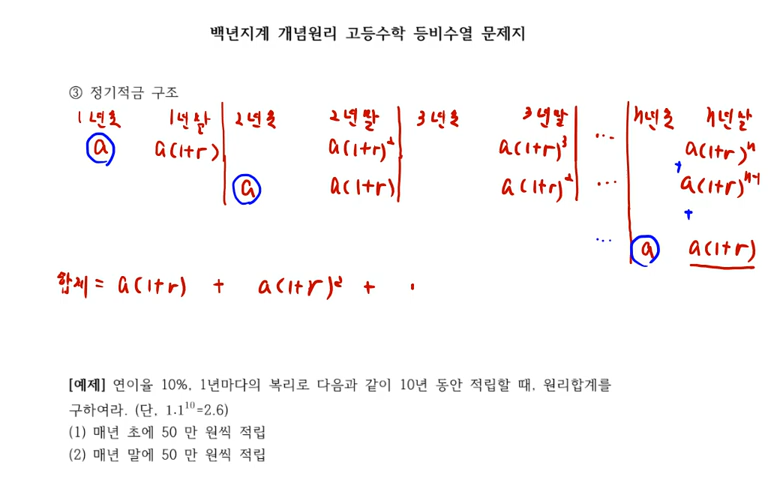 백년지계 개념원리 고등수학 등비수열 문제지
③ 정기적금 구조
1년초 1년말 2년초 2년말 3년초 3년말 ... n년초 n년말
a a(1+r) a(1+r)² a(1+r)³ ... a(1+r)ⁿ
+
a a(1+r) a(1+r)² ... a(1+r)ⁿ⁻¹
+
... a a(1+r)
합계 = a(1+r) + a(1+r)² +
[예제] 연이율 10%, 1년마다의 복리로 다음과 같이 10년 동안 적립할 때, 원리합계를
구하여라. (단, 1.1¹⁰=2.6)
(1) 매년 초에 50 만 원씩 적립
(2) 매년 말에 50 만 원씩 적립